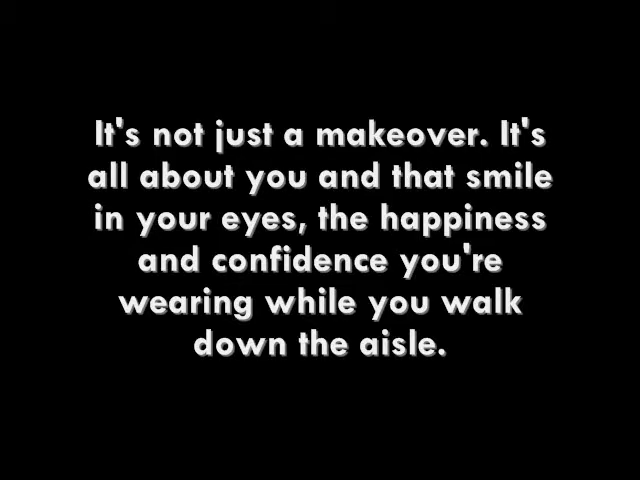 It's not just a makeover. It's
all about you and that smile
in your eyes, the happiness
and confidence you're
wearing while you walk
down the aisle.